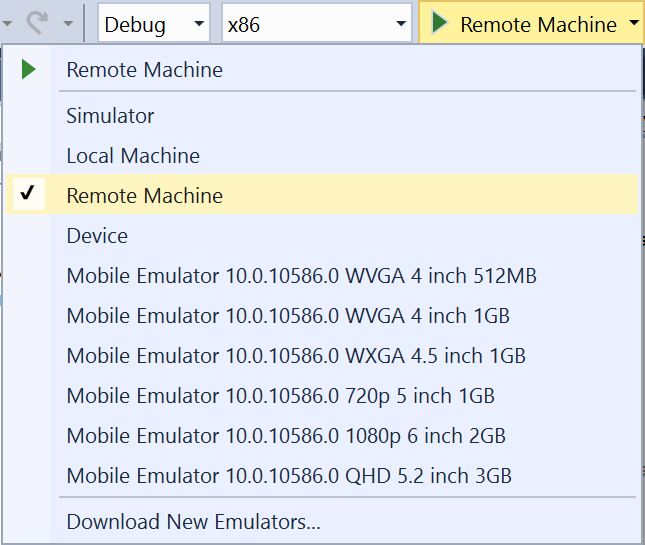 Debug x86 Remote Machine
Remote Machine
Simulator
Local Machine
Remote Machine
Device
Mobile Emulator 10.0.10586.0 WVGA 4 inch 512MB
Mobile Emulator 10.0.10586.0 WVGA 4 inch 1GB
Mobile Emulator 10.0.10586.0 WXGA 4.5 inch 1GB
Mobile Emulator 10.0.10586.0 720p 5 inch 1GB
Mobile Emulator 10.0.10586.0 1080p 6 inch 2GB
Mobile Emulator 10.0.10586.0 QHD 5.2 inch 3GB
Download New Emulators...